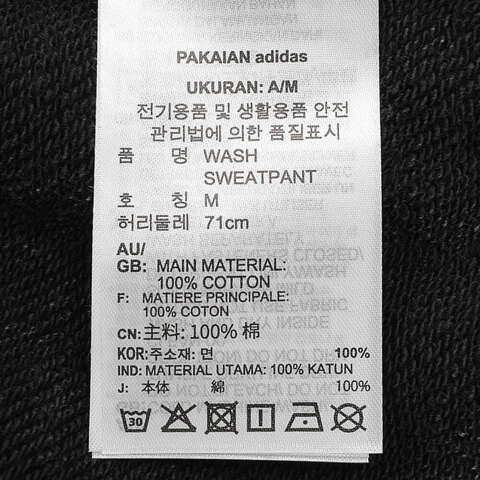 PAKAIAN adidas
UKURAN: A/M
전기용품 및 생활용품 안전
관리법에 의한 품질표시
품 명 WASH
SWEATPANT
호 칭 M
허리둘레 71cm
AU/
GB: MAIN MATERIAL:
100% COTTON
F: MATIERE PRINCIPALE:
100% COTON
CN: 主料: 100% 棉
KOR: 주소재: 면 100%
IND: MATERIAL UTAMA: 100% KATUN
J: 本体 綿 100%
30